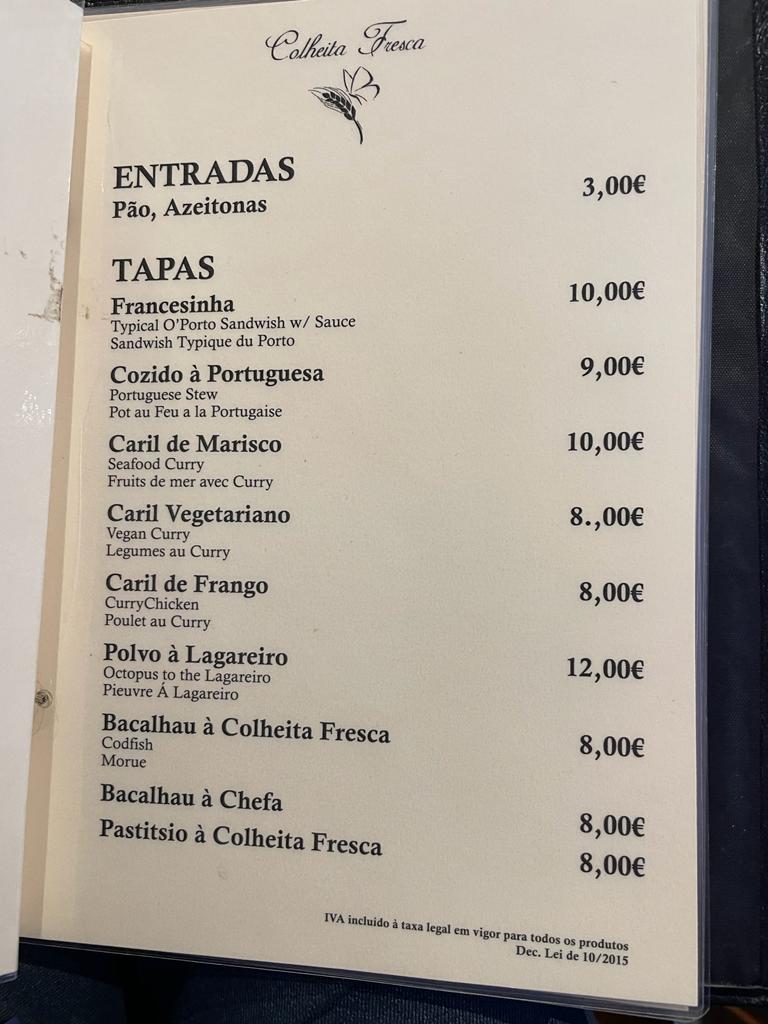 Colheita Fresca
ENTRADAS
Pão, Azeitonas 3,00€
TAPAS
Francesinha 10,00€
Typical O'Porto Sandwish w/ Sauce
Sandwish Typique du Porto
Cozido à Portuguesa 9,00€
Portuguese Stew
Pot au Feu a la Portugaise
Caril de Marisco 10,00€
Seafood Curry
Fruits de mer avec Curry
Caril Vegetariano 8.,00€
Vegan Curry
Legumes au Curry
Caril de Frango 8,00€
CurryChicken
Poulet au Curry
Polvo à Lagareiro 12,00€
Octopus to the Lagareiro
Pieuvre Á Lagareiro
Bacalhau à Colheita Fresca 8,00€
Codfish
Morue
Bacalhau à Chefa 8,00€
Pastitsio à Colheita Fresca 8,00€
IVA incluido à taxa legal em vigor para todos os produtos
Dec. Lei de 10/2015